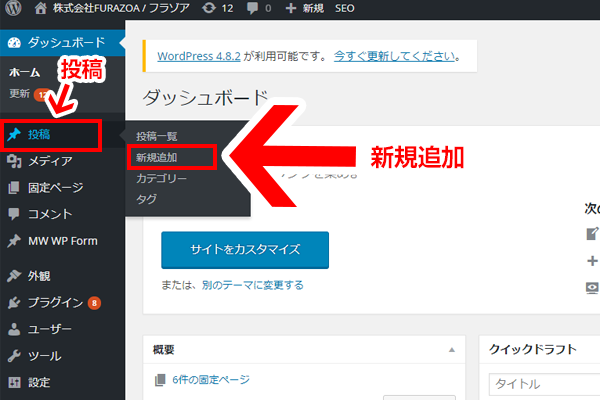 株式会社FURAZOA / フラゾア 12 0 新規 SEO
ダッシュボード
ホーム
更新 12
投稿
投稿
メディア
固定ページ
コメント
MW WP Form
外観
プラグイン 8
ユーザー
ツール
設定
投稿一覧
新規追加
カテゴリー
タグ
新規追加
WordPress 4.8.2 が利用可能です。 今すぐ更新してください。
ダッシュボード
サイトをカスタマイズ
または、別のテーマに変更する
次の
概要
6件の固定ページ
クイックドラフト
タイトル